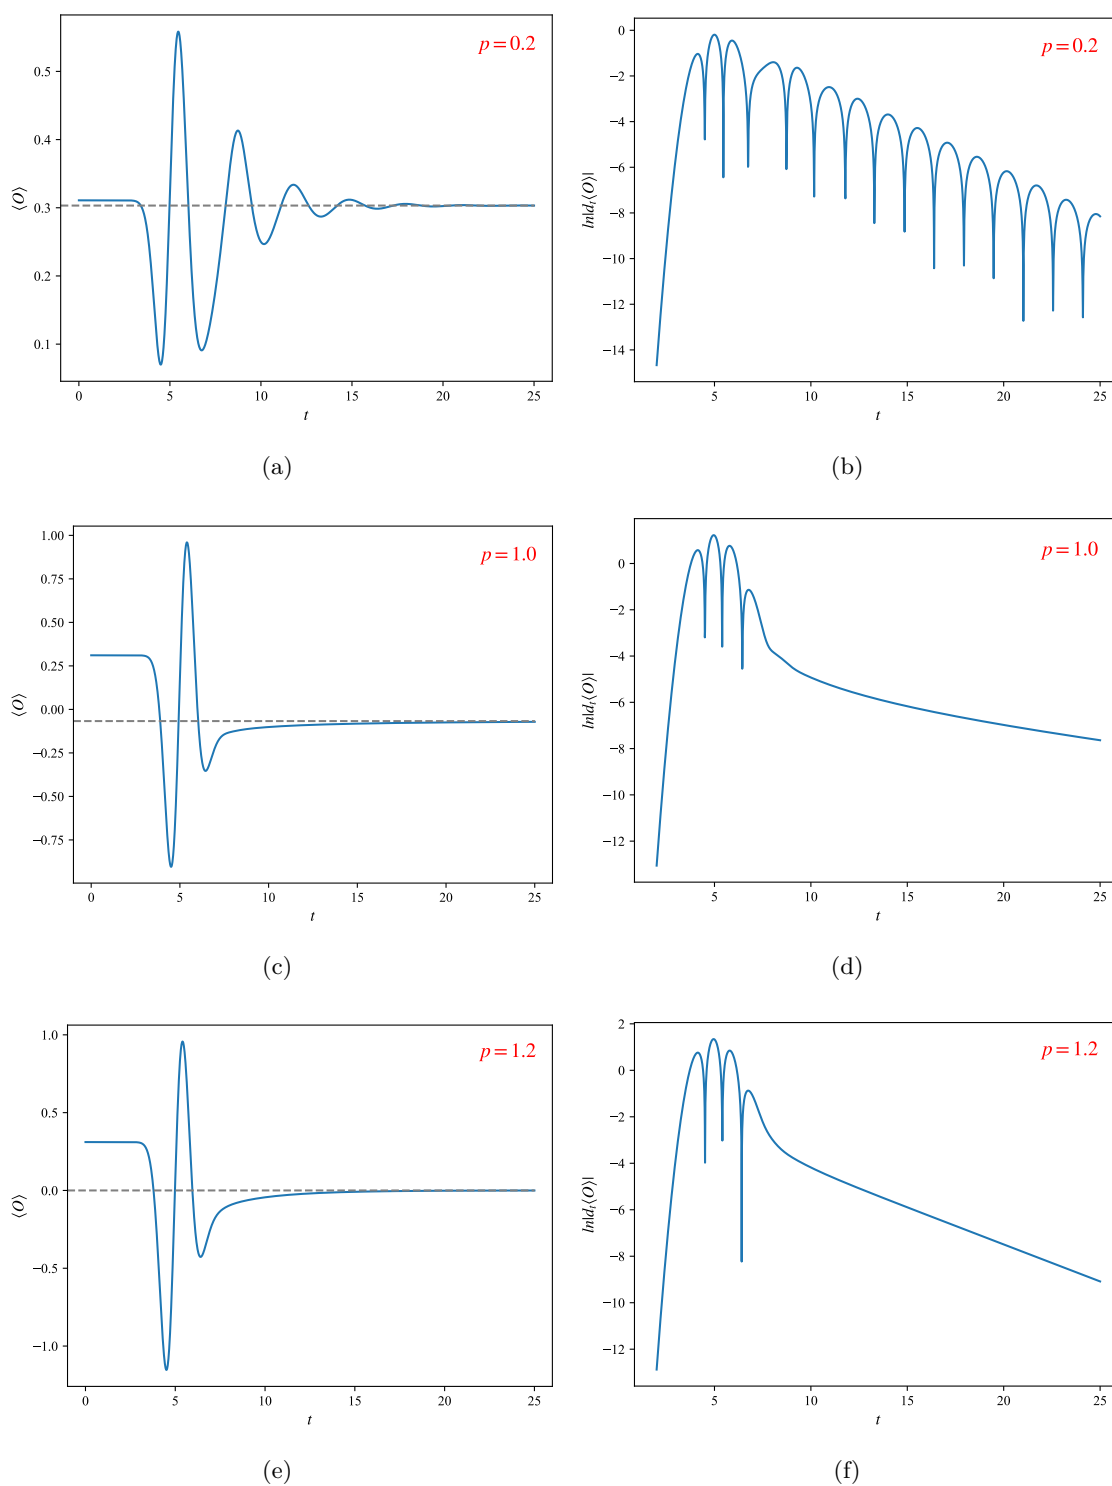 p = 0.2
0.5
0.4
0.3
0.2
0.1
⟨O⟩
0 5 10 15 20 25
t
(a)
p = 0.2
0
−2
−4
−6
−8
−10
−12
−14
ln|d_t⟨O⟩|
5 10 15 20 25
t
(b)
p = 1.0
1.00
0.75
0.50
0.25
0.00
−0.25
−0.50
−0.75
⟨O⟩
0 5 10 15 20 25
t
(c)
p = 1.0
0
−2
−4
−6
−8
−10
−12
ln|d_t⟨O⟩|
5 10 15 20 25
t
(d)
p = 1.2
1.0
0.5
0.0
−0.5
−1.0
⟨O⟩
0 5 10 15 20 25
t
(e)
p = 1.2
2
0
−2
−4
−6
−8
−10
−12
ln|d_t⟨O⟩|
5 10 15 20 25
t
(f)